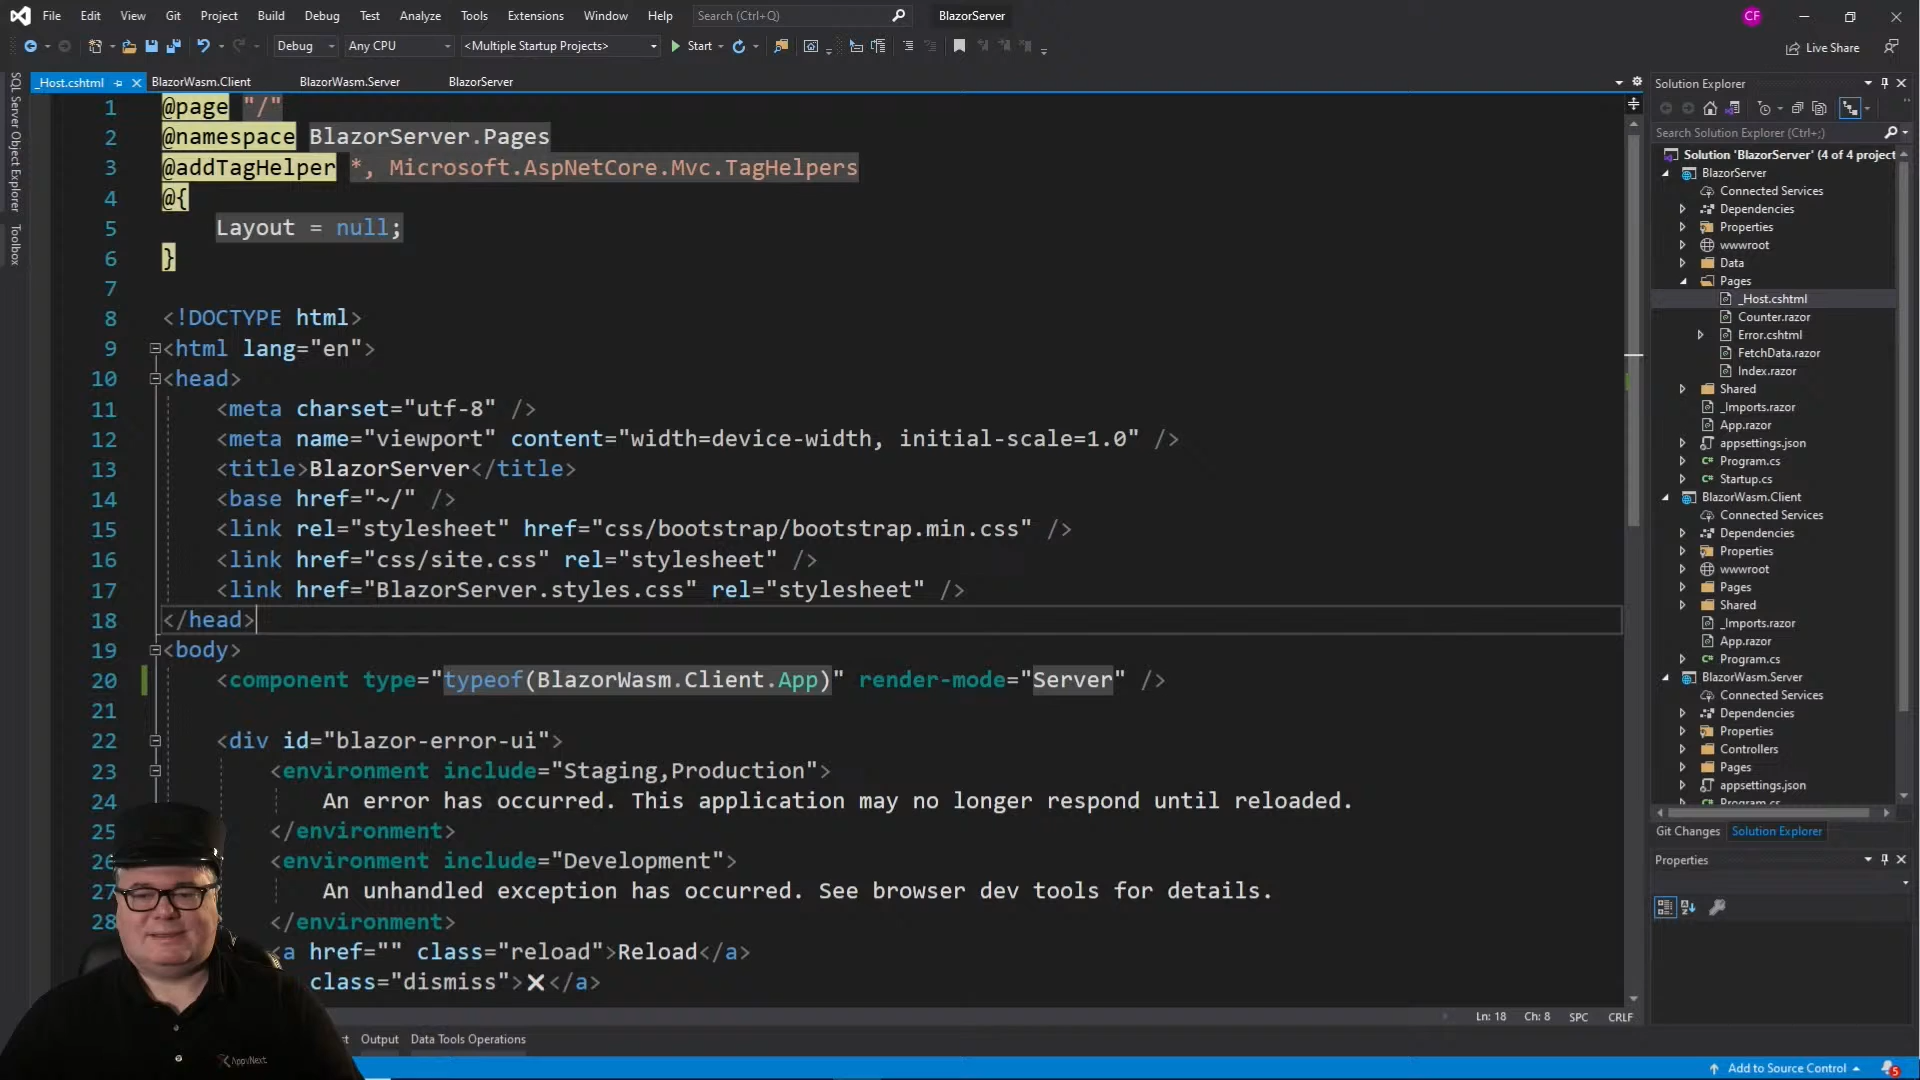 File Edit View Git Project Build Debug Test Analyze Tools Extensions Window Help Search (Ctrl+Q) BlazorServer CF
Debug Any CPU <Multiple Startup Projects> Start Live Share
_Host.cshtml BlazorWasm.Client BlazorWasm.Server BlazorServer
SQL Server Object Explorer
Toolbox
1 @page "/"
2 @namespace BlazorServer.Pages
3 @addTagHelper *, Microsoft.AspNetCore.Mvc.TagHelpers
4 @{
5 Layout = null;
6 }
7
8 <!DOCTYPE html>
9 <html lang="en">
10 <head>
11 <meta charset="utf-8" />
12 <meta name="viewport" content="width=device-width, initial-scale=1.0" />
13 <title>BlazorServer</title>
14 <base href="~/" />
15 <link rel="stylesheet" href="css/bootstrap/bootstrap.min.css" />
16 <link href="css/site.css" rel="stylesheet" />
17 <link href="BlazorServer.styles.css" rel="stylesheet" />
18 </head>
19 <body>
20 <component type="typeof(BlazorWasm.Client.App)" render-mode="Server" />
21
22 <div id="blazor-error-ui">
23 <environment include="Staging,Production">
24 An error has occurred. This application may no longer respond until reloaded.
25 </environment>
26 <environment include="Development">
27 An unhandled exception has occurred. See browser dev tools for details.
28 </environment>
<a href="" class="reload">Reload</a>
class="dismiss">🗙</a>
Ln: 18 Ch: 8 SPC CRLF
Output Data Tools Operations
AppvNext
Solution Explorer
Search Solution Explorer (Ctrl+;)
Solution 'BlazorServer' (4 of 4 project
BlazorServer
Connected Services
Dependencies
Properties
wwwroot
Data
Pages
_Host.cshtml
Counter.razor
Error.cshtml
FetchData.razor
Index.razor
Shared
_Imports.razor
App.razor
appsettings.json
Program.cs
Startup.cs
BlazorWasm.Client
Connected Services
Dependencies
Properties
wwwroot
Pages
Shared
_Imports.razor
App.razor
Program.cs
BlazorWasm.Server
Connected Services
Dependencies
Properties
Controllers
Pages
appsettings.json
Program.cs
Git Changes Solution Explorer
Properties
Add to Source Control 5